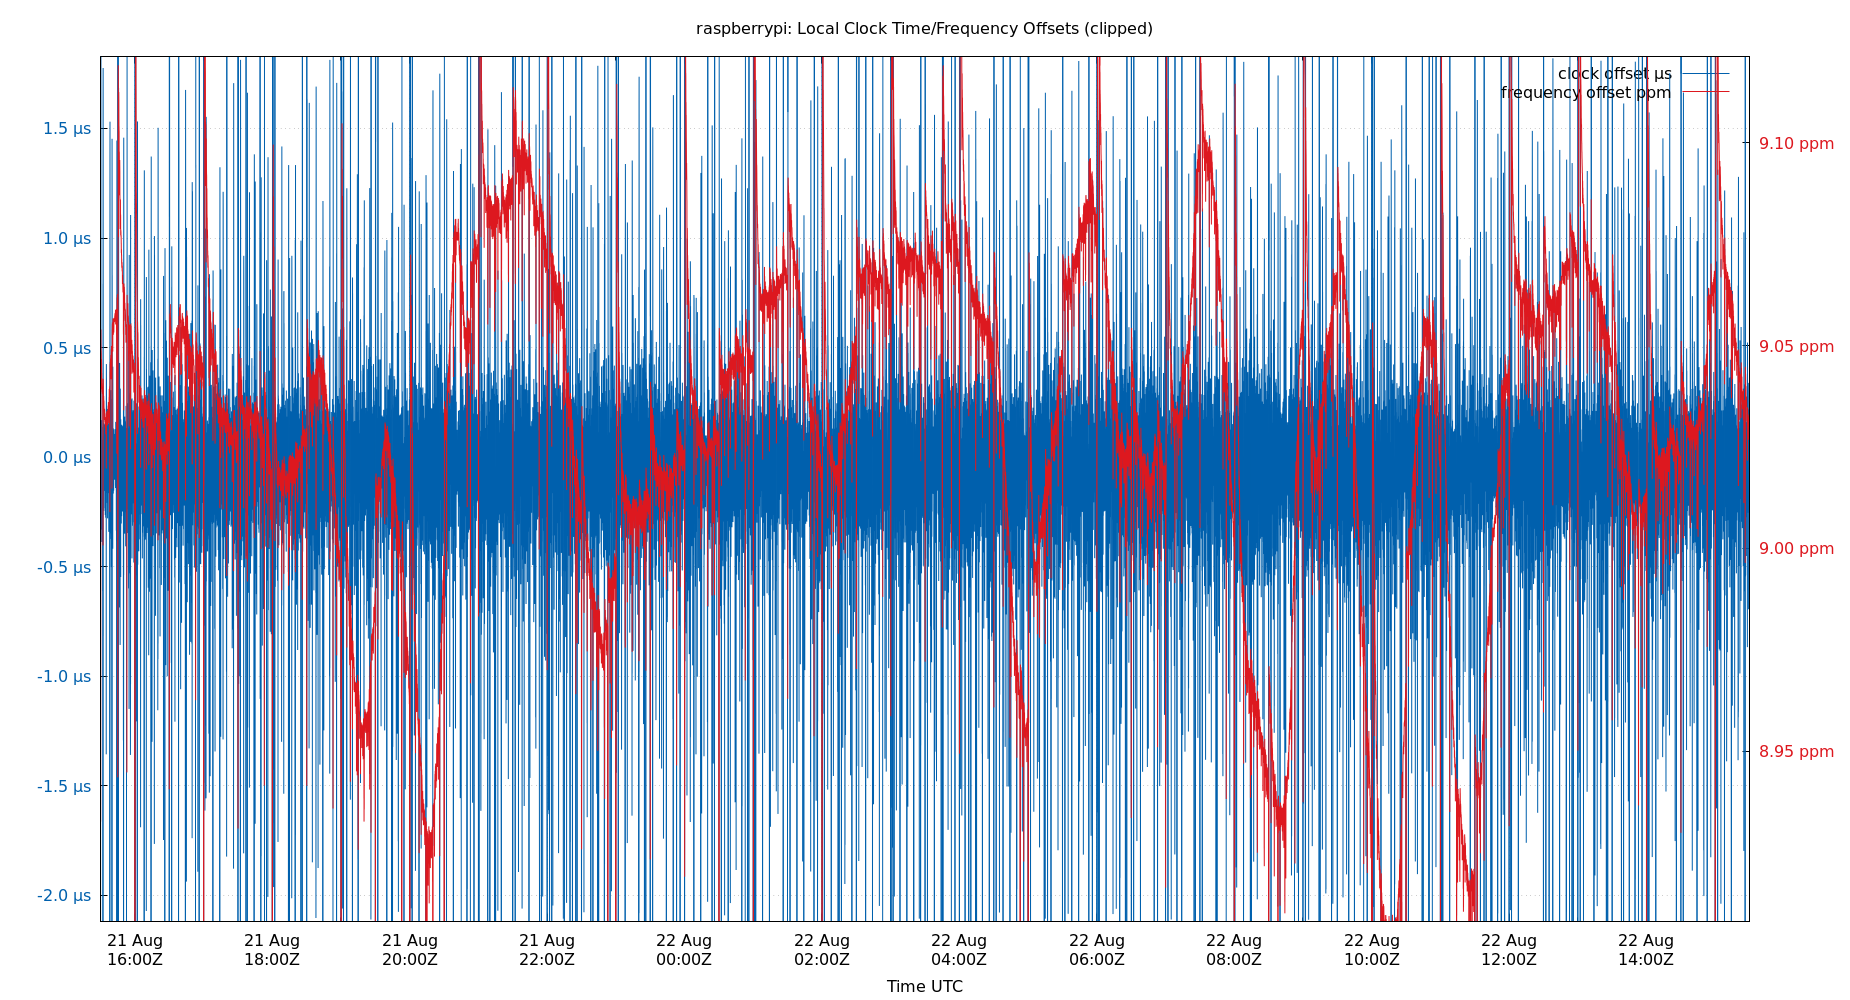 raspberrypi: Local Clock Time/Frequency Offsets (clipped)
clock offset µs
frequency offset ppm
1.5 µs
1.0 µs
0.5 µs
0.0 µs
-0.5 µs
-1.0 µs
-1.5 µs
-2.0 µs
9.10 ppm
9.05 ppm
9.00 ppm
8.95 ppm
21 Aug 21 Aug 21 Aug 21 Aug 22 Aug 22 Aug 22 Aug 22 Aug 22 Aug 22 Aug 22 Aug 22 Aug
16:00Z 18:00Z 20:00Z 22:00Z 00:00Z 02:00Z 04:00Z 06:00Z 08:00Z 10:00Z 12:00Z 14:00Z
Time UTC